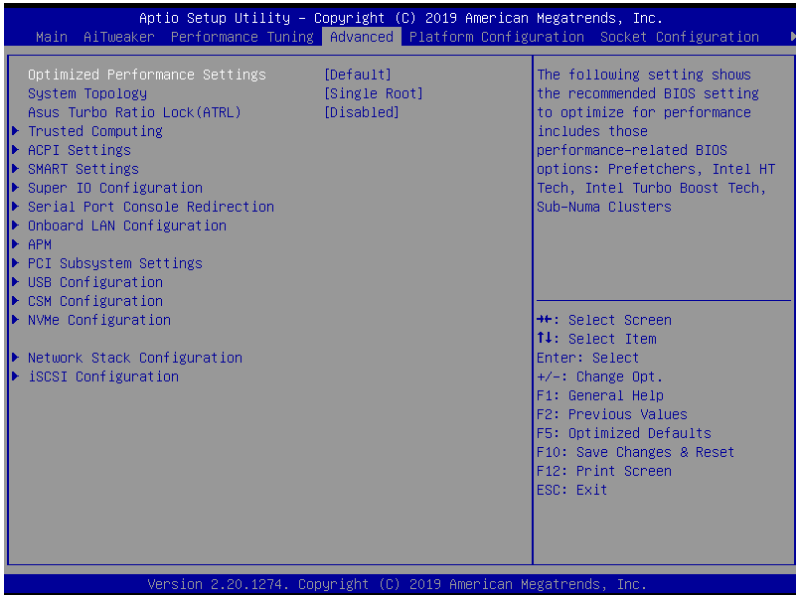 Aptio Setup Utility – Copyright (C) 2019 American Megatrends, Inc.
Main AiTweaker Performance Tuning Advanced Platform Configuration Socket Configuration
Optimized Performance Settings [Default]
System Topology [Single Root]
Asus Turbo Ratio Lock(ATRL) [Disabled]
Trusted Computing
ACPI Settings
SMART Settings
Super IO Configuration
Serial Port Console Redirection
Onboard LAN Configuration
APM
PCI Subsystem Settings
USB Configuration
CSM Configuration
NVMe Configuration
Network Stack Configuration
iSCSI Configuration
The following setting shows
the recommended BIOS setting
to optimize for performance
includes those
performance-related BIOS
options: Prefetchers, Intel HT
Tech, Intel Turbo Boost Tech,
Sub-Numa Clusters
→←: Select Screen
↑↓: Select Item
Enter: Select
+/-: Change Opt.
F1: General Help
F2: Previous Values
F5: Optimized Defaults
F10: Save Changes & Reset
F12: Print Screen
ESC: Exit
Version 2.20.1274. Copyright (C) 2019 American Megatrends, Inc.